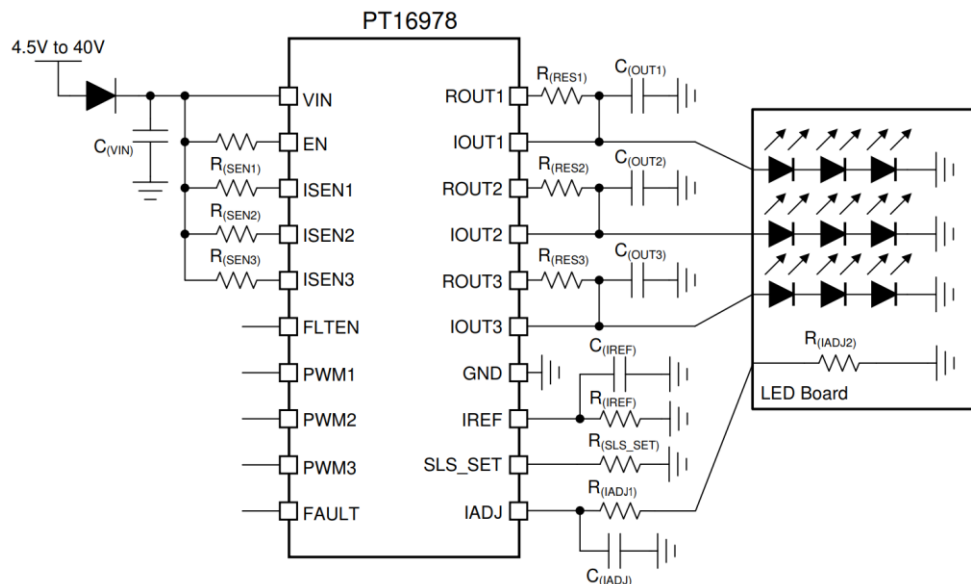 PT16978
4.5V to 40V
C(VIN)
R(SEN1)
R(SEN2)
R(SEN3)
VIN
EN
ISEN1
ISEN2
ISEN3
FLTEN
PWM1
PWM2
PWM3
FAULT
ROUT1
IOUT1
ROUT2
IOUT2
ROUT3
IOUT3
GND
IREF
SLS_SET
IADJ
R(RES1)
C(OUT1)
R(RES2)
C(OUT2)
R(RES3)
C(OUT3)
C(IREF)
R(IREF)
R(SLS_SET)
R(IADJ1)
C(IADJ)
R(IADJ2)
LED Board